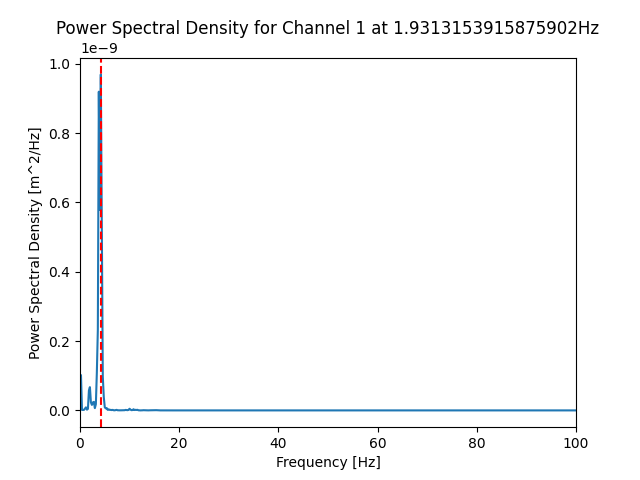 Power Spectral Density for Channel 1 at 1.9313153915875902Hz
1e−9
1.0
0.8
0.6
0.4
0.2
0.0
Power Spectral Density [m^2/Hz]
0 20 40 60 80 100
Frequency [Hz]